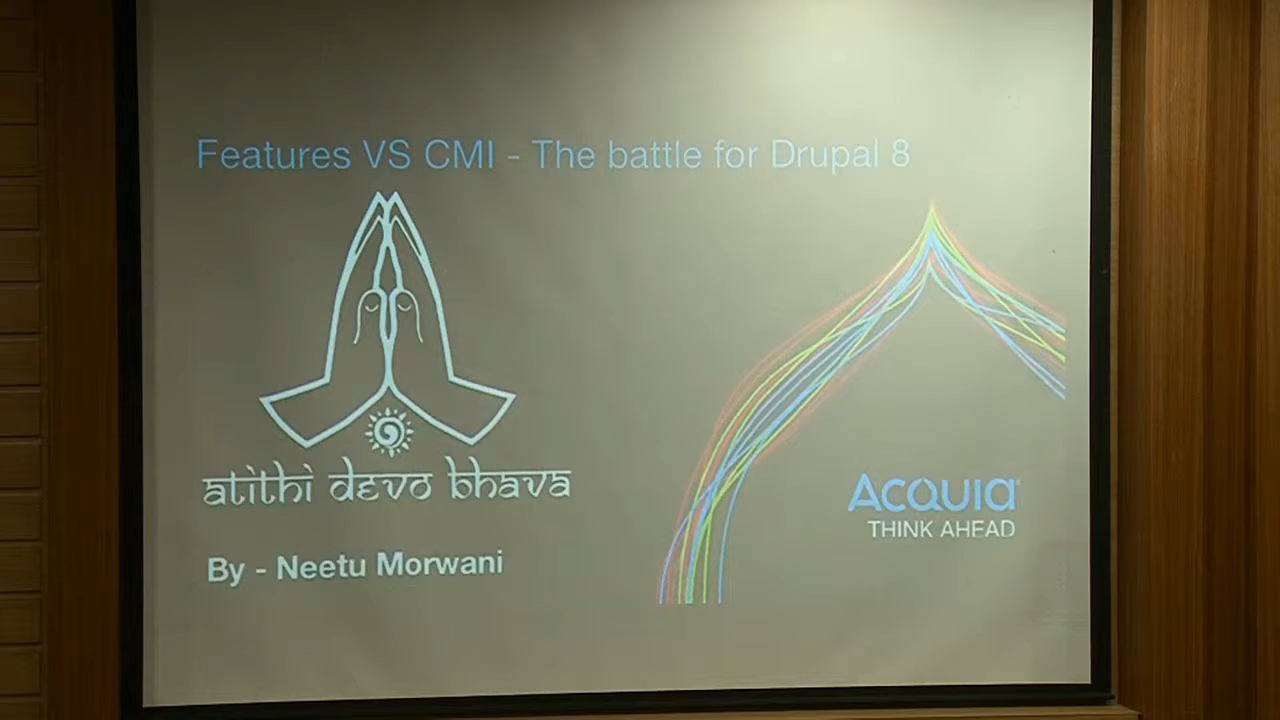 Features VS CMI - The battle for Drupal 8
atithi devo bhava
By - Neetu Morwani
ACQUIA
THINK AHEAD